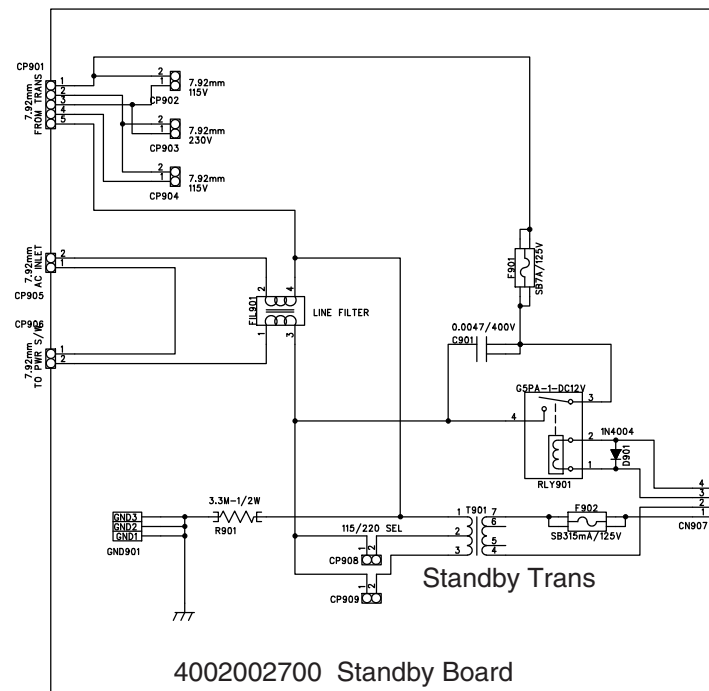 CP901
7.92mm
FROM TRANS
1
2
3
4
5
2
1
CP902
7.92mm
115V
2
1
CP903
7.92mm
230V
2
1
CP904
7.92mm
115V
7.92mm
AC INLET
2
1
CP905
CP906
7.92mm
TO PWR S/W
1
2
FIL901
2
4
1
3
LINE FILTER
F901
SB7A/125V
0.0047/400V
C901
G5PA-1-DC12V
3
4
2
1
RLY901
1N4004
D901
GND3
GND2
GND1
GND901
3.3M-1/2W
R901
115/220 SEL
1
2
CP908
1
2
CP909
1
2
3
T901
7
6
5
4
F902
SB315mA/125V
4
3
2
1
CN907
Standby Trans
4002002700 Standby Board